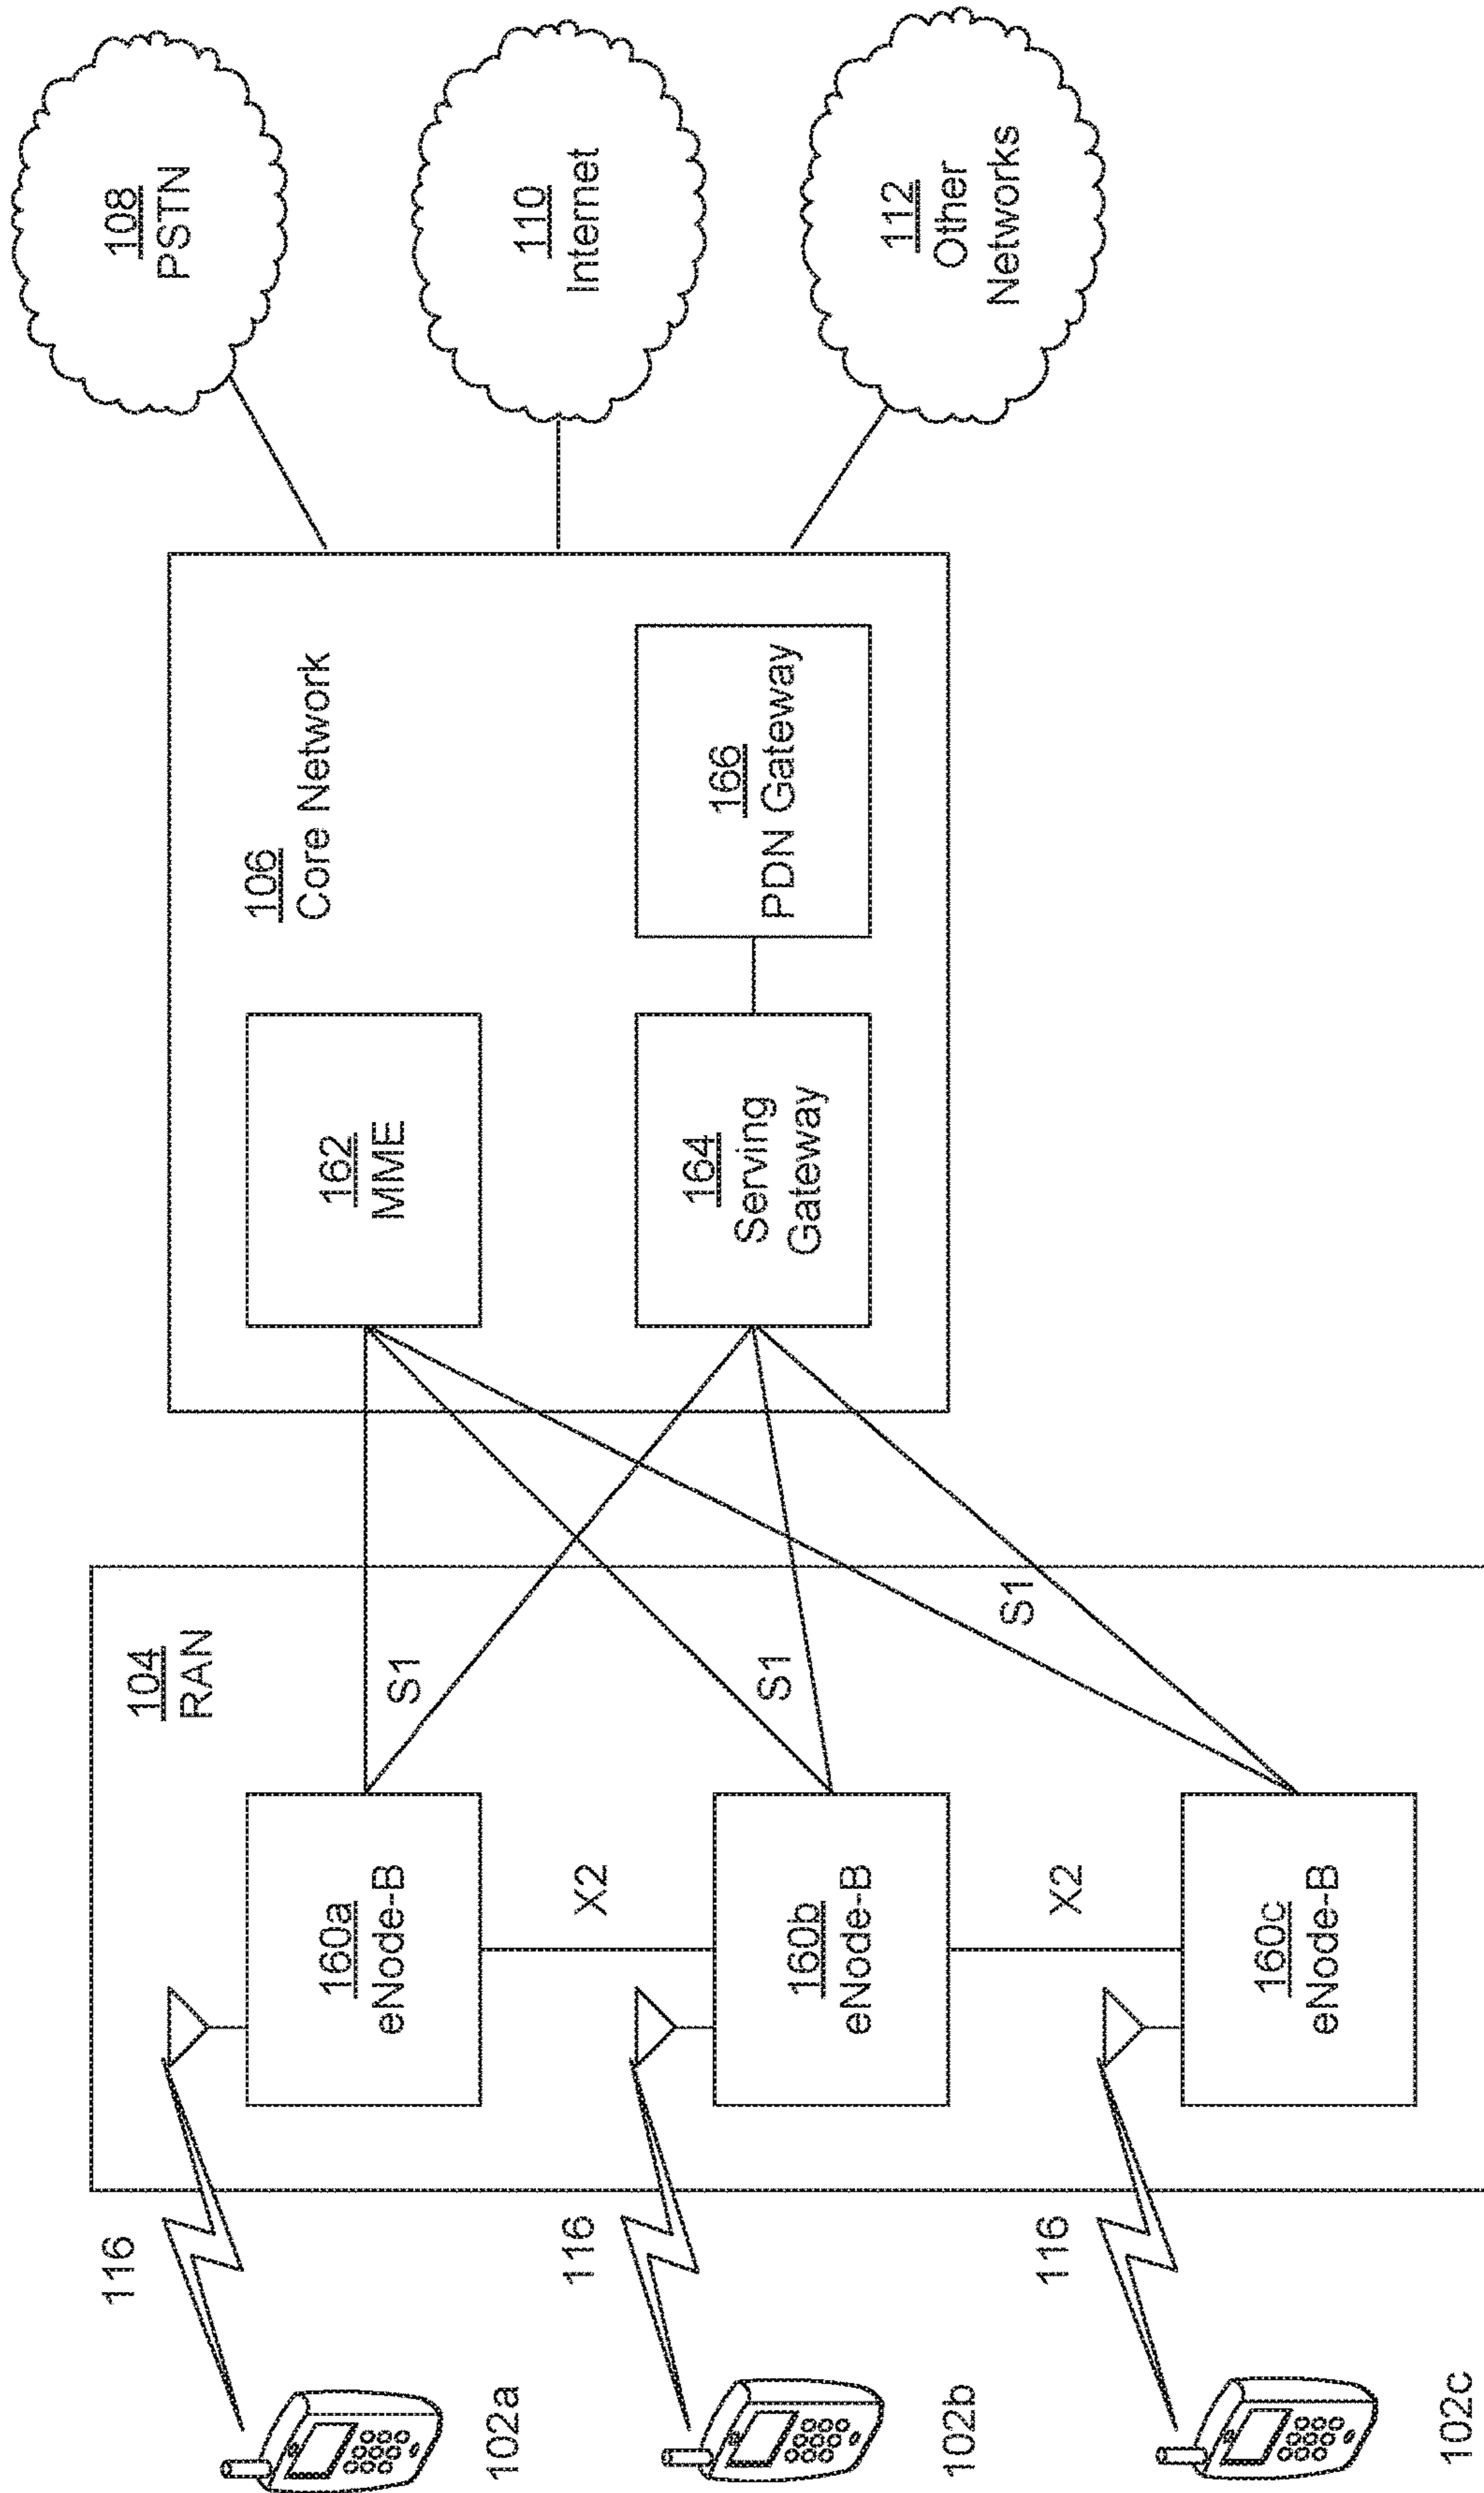 116
102a
116
102b
116
102c
104
RAN
160a
eNode-B
X2
160b
eNode-B
X2
160c
eNode-B
S1
S1
S1
106
Core Network
162
MME
164
Serving
Gateway
166
PDN Gateway
108
PSTN
110
Internet
112
Other
Networks